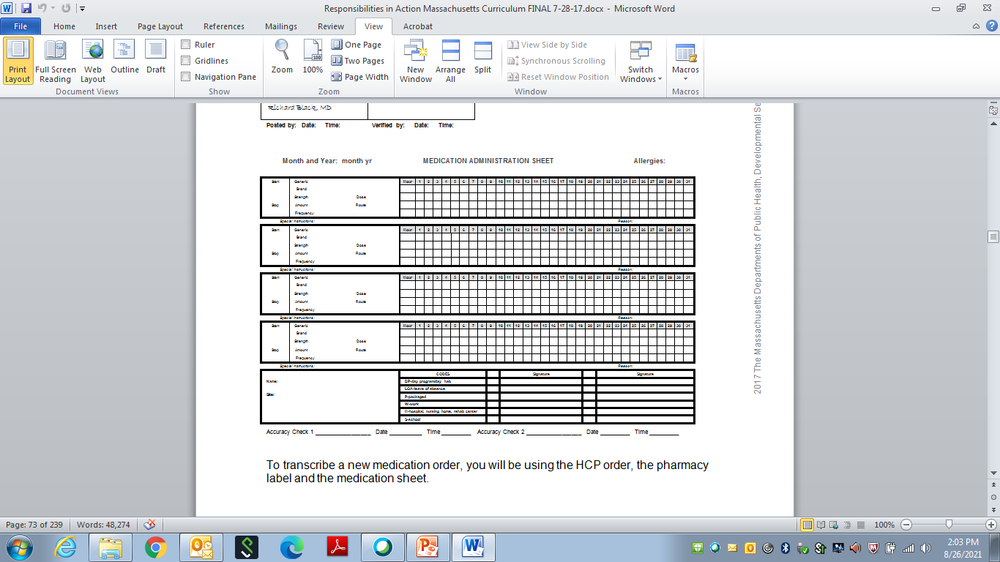 Responsibilities in Action Massachusetts Curriculum FINAL 7-28-17.docx - Microsoft Word
File Home Insert Page Layout References Mailings Review View Acrobat
Print Layout
Full Screen Reading
Web Layout
Outline
Draft
Document Views
Ruler
Gridlines
Navigation Pane
Show
Zoom
100%
One Page
Two Pages
Page Width
Zoom
New Window
Arrange All
Split
View Side by Side
Synchronous Scrolling
Reset Window Position
Window
Switch Windows
Macros
Macros
Richard Black, MD
Posted by: Date: Time: Verified by: Date: Time:
Month and Year: month yr MEDICATION ADMINISTRATION SHEET Allergies:
Start Generic Hour 1 2 3 4 5 6 7 8 9 10 11 12 13 14 15 16 17 18 19 20 21 22 23 24 25 26 27 28 29 30 31
Brand
Strength Dose
Stop Amount Route
Frequency
Special Instructions: Reason:
Start Generic Hour 1 2 3 4 5 6 7 8 9 10 11 12 13 14 15 16 17 18 19 20 21 22 23 24 25 26 27 28 29 30 31
Brand
Strength Dose
Stop Amount Route
Frequency
Special Instructions: Reason:
Start Generic Hour 1 2 3 4 5 6 7 8 9 10 11 12 13 14 15 16 17 18 19 20 21 22 23 24 25 26 27 28 29 30 31
Brand
Strength Dose
Stop Amount Route
Frequency
Special Instructions: Reason:
Start Generic Hour 1 2 3 4 5 6 7 8 9 10 11 12 13 14 15 16 17 18 19 20 21 22 23 24 25 26 27 28 29 30 31
Brand
Strength Dose
Stop Amount Route
Frequency
Special Instructions: Reason:
CODES Signature Signature
Name: DP-day program/day hab
LOA-leave of absence
Site: P-packaged
W-work
H-hospital, nursing home, rehab center
S-school
Accuracy Check 1 ________________ Date _________ Time ________ Accuracy Check 2 ________________ Date ________ Time ________
2017 The Massachusetts Departments of Public Health, Developmental Se
To transcribe a new medication order, you will be using the HCP order, the pharmacy
label and the medication sheet.
Page: 73 of 239 Words: 48,274 100%
2:03 PM
8/26/2021